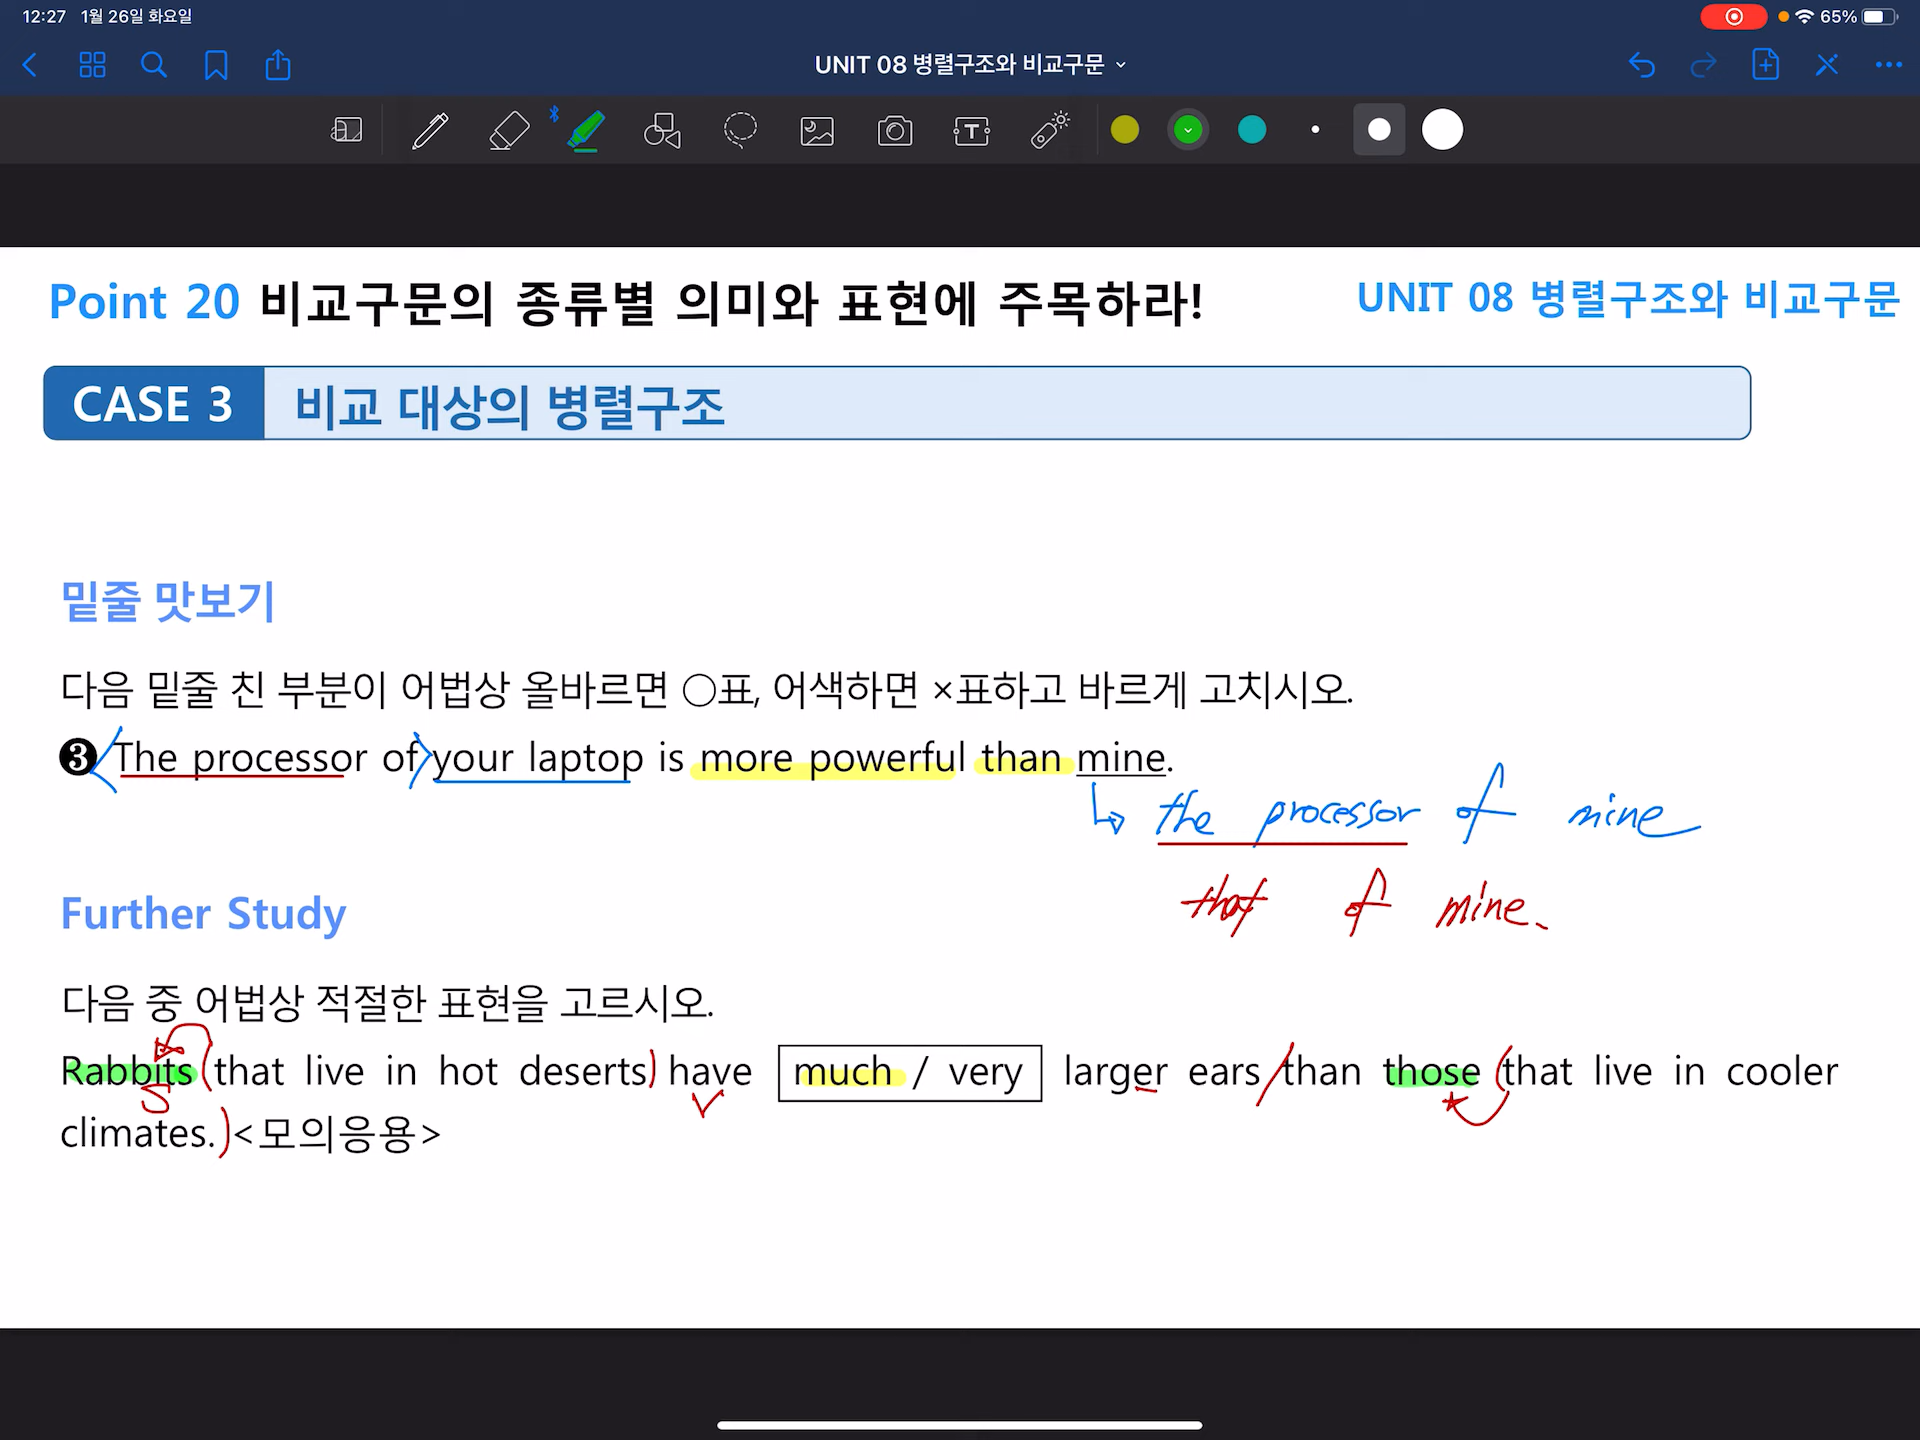 12:27 1월 26일 화요일 65%
UNIT 08 병렬구조와 비교구문
T
Point 20 비교구문의 종류별 의미와 표현에 주목하라! UNIT 08 병렬구조와 비교구문
CASE 3 비교 대상의 병렬구조
밑줄 맛보기
다음 밑줄 친 부분이 어법상 올바르면 ○표, 어색하면 ×표하고 바르게 고치시오.
❸ The processor of your laptop is more powerful than mine.
the processor of mine
that of mine.
Further Study
다음 중 어법상 적절한 표현을 고르시오.
Rabbits (that live in hot deserts) have much / very larger ears / than those (that live in cooler
S
climates.) <모의응용>